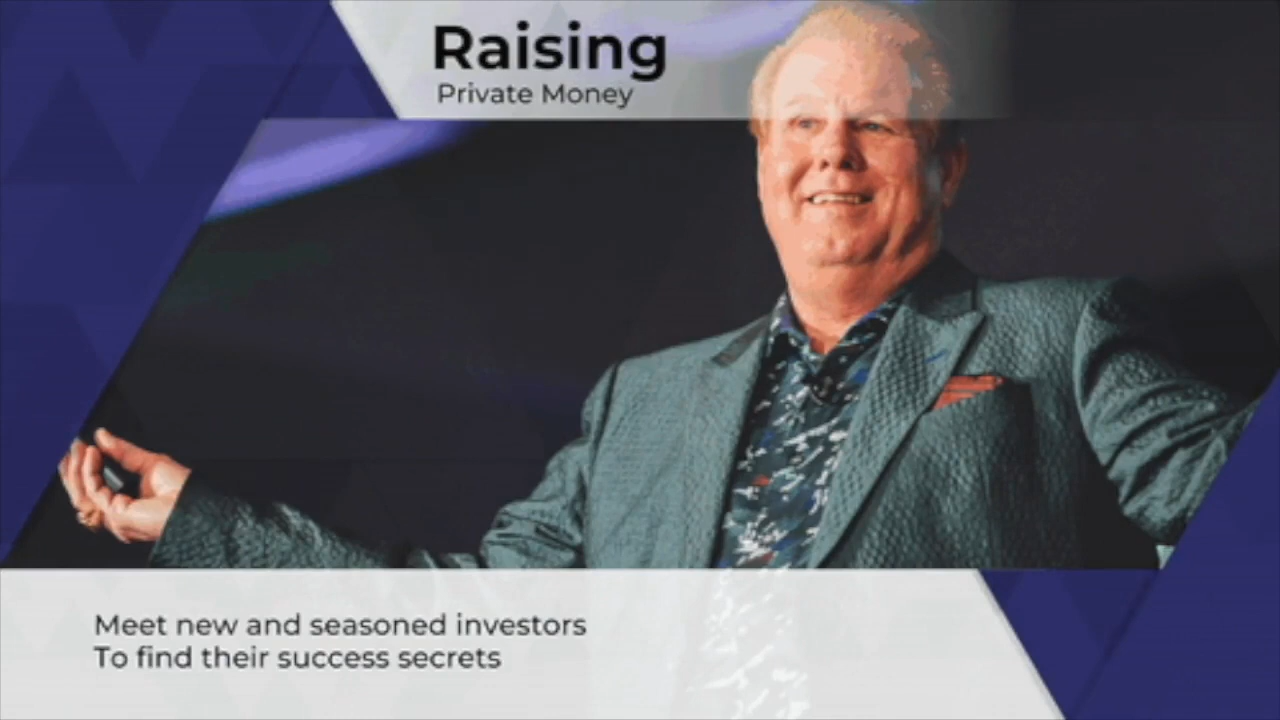 Raising
Private Money
Meet new and seasoned investors
To find their success secrets